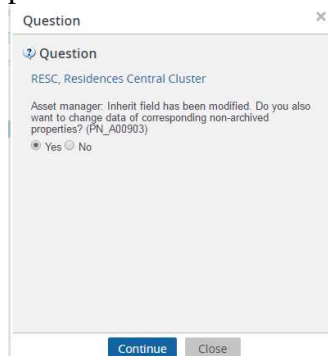 Question
Question
RESC, Residences Central Cluster
Asset manager: Inherit field has been modified. Do you also
want to change data of corresponding non-archived
properties? (PN_A00903)
Yes No
Continue Close